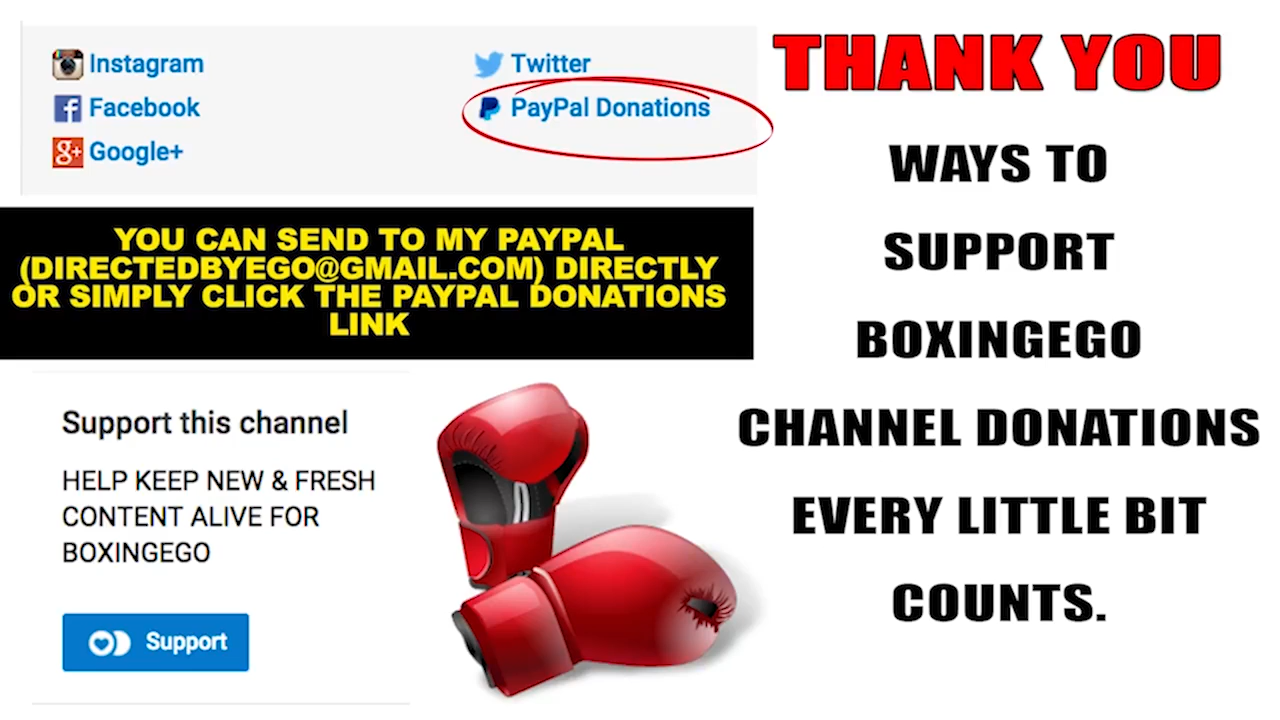 Instagram
Twitter
Facebook
PayPal Donations
Google+
YOU CAN SEND TO MY PAYPAL
(DIRECTEDBYEGO@GMAIL.COM) DIRECTLY
OR SIMPLY CLICK THE PAYPAL DONATIONS
LINK
Support this channel
HELP KEEP NEW & FRESH
CONTENT ALIVE FOR
BOXINGEGO
Support
THANK YOU
WAYS TO
SUPPORT
BOXINGEGO
CHANNEL DONATIONS
EVERY LITTLE BIT
COUNTS.